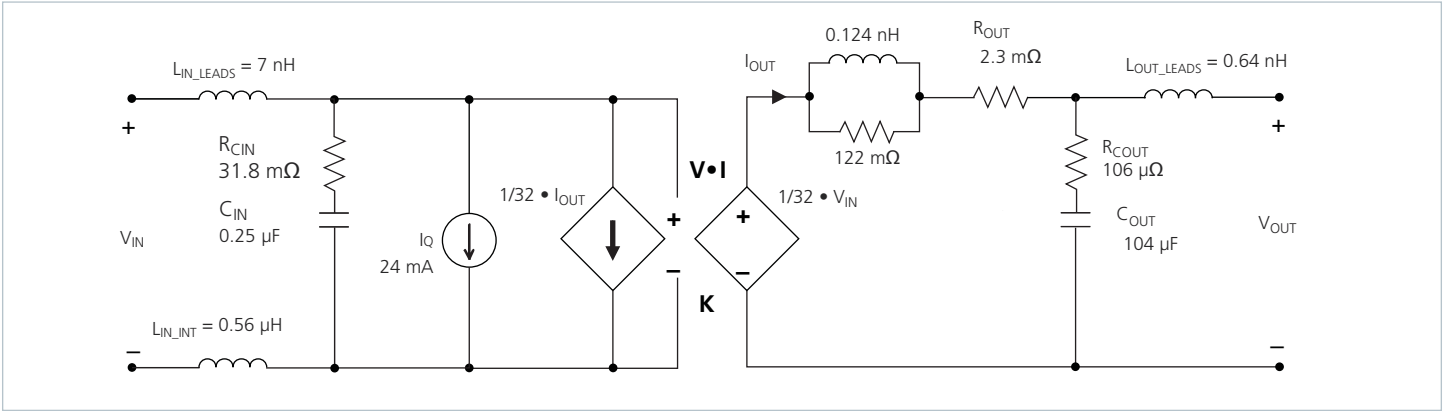 L_IN_LEADS = 7 nH
+
R_CIN
31.8 mΩ
C_IN
0.25 µF
V_IN
L_IN_INT = 0.56 µH
−
I_Q
24 mA
1/32 • I_OUT
V•I
+
−
K
+
−
1/32 • V_IN
I_OUT
0.124 nH
122 mΩ
R_OUT
2.3 mΩ
L_OUT_LEADS = 0.64 nH
+
R_COUT
106 µΩ
C_OUT
104 µF
V_OUT
−